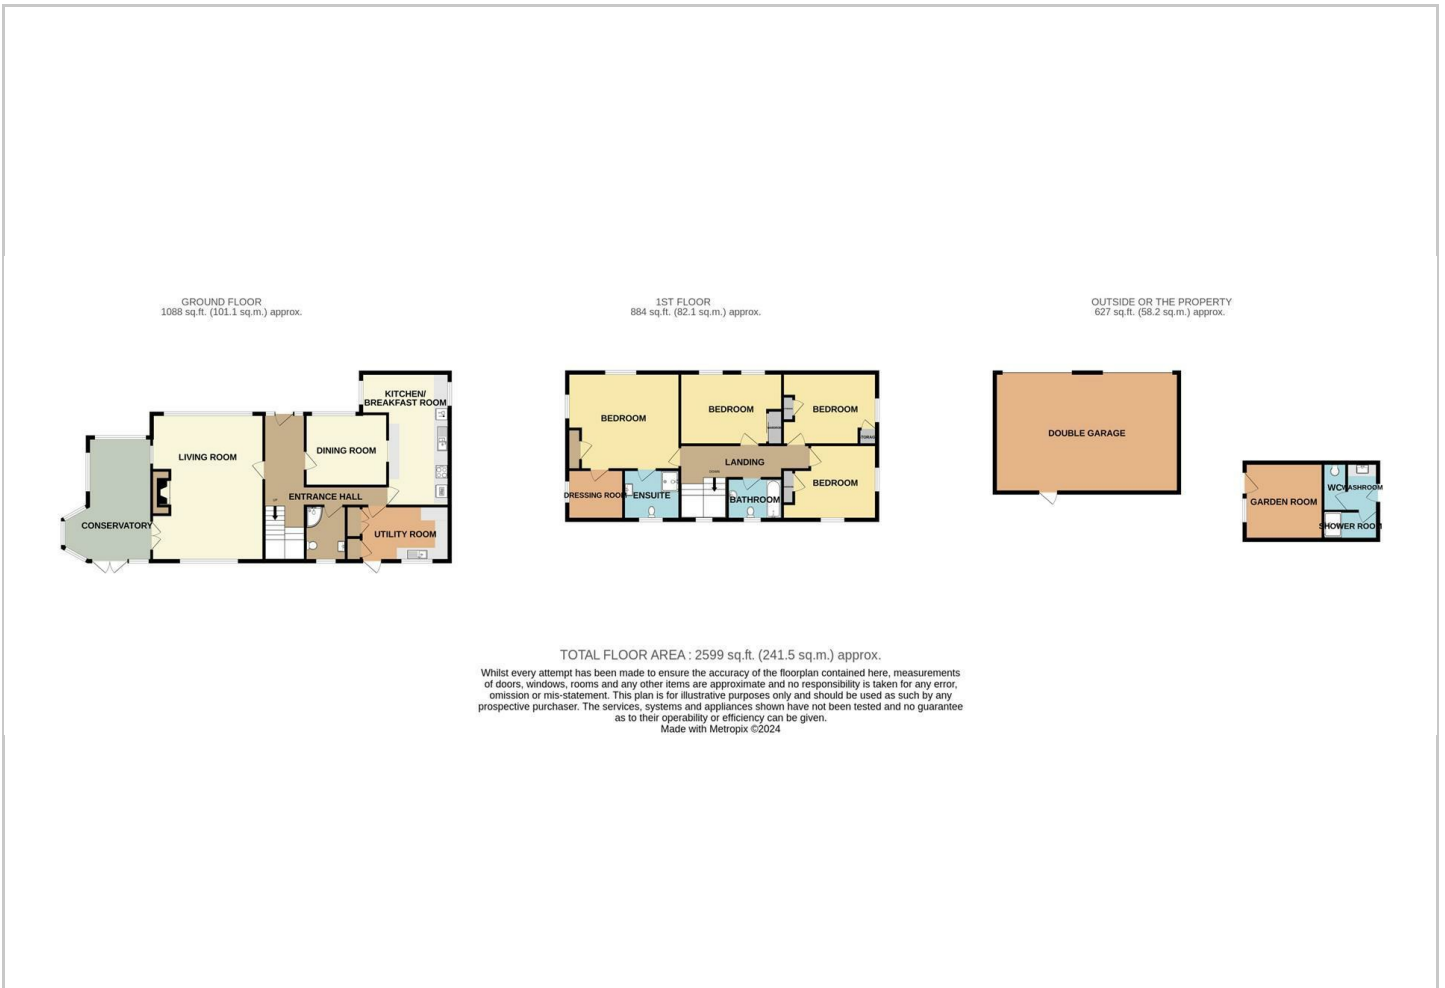 GROUND FLOOR
1088 sq.ft. (101.1 sq.m.) approx.
KITCHEN/
BREAKFAST ROOM
DINING ROOM
LIVING ROOM
ENTRANCE HALL
CONSERVATORY
UTILITY ROOM
UP
1ST FLOOR
884 sq.ft. (82.1 sq.m.) approx.
BEDROOM
BEDROOM
BEDROOM
LANDING
DOWN
BEDROOM
DRESSING ROOM
ENSUITE
BATHROOM
OUTSIDE OR THE PROPERTY
627 sq.ft. (58.2 sq.m.) approx.
DOUBLE GARAGE
GARDEN ROOM
WC
WASHROOM
SHOWER ROOM
TOTAL FLOOR AREA : 2599 sq.ft. (241.5 sq.m.) approx.
Whilst every attempt has been made to ensure the accuracy of the floorplan contained here, measurements
of doors, windows, rooms and any other items are approximate and no responsibility is taken for any error,
omission or mis-statement. This plan is for illustrative purposes only and should be used as such by any
prospective purchaser. The services, systems and appliances shown have not been tested and no guarantee
as to their operability or efficiency can be given.
Made with Metropix ©2024